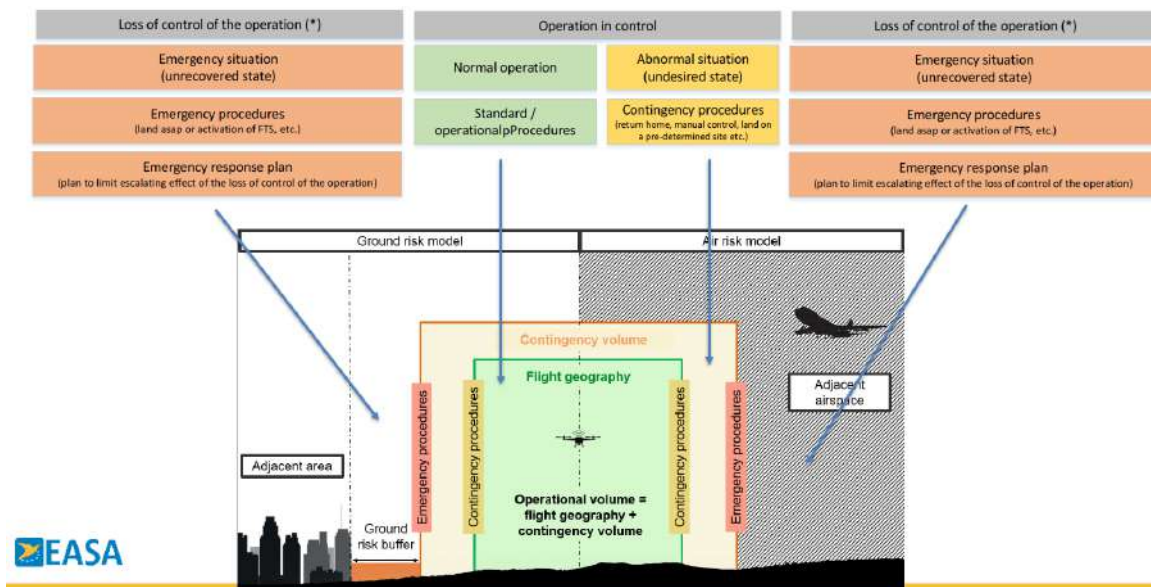 Loss of control of the operation (*)
Operation in control
Loss of control of the operation (*)
Emergency situation
(unrecovered state)
Normal operation
Abnormal situation
(undesired state)
Emergency situation
(unrecovered state)
Emergency procedures
(land asap or activation of FTS, etc.)
Standard /
operationalpProcedures
Contingency procedures
(return home, manual control, land on
a pre-determined site etc.)
Emergency procedures
(land asap or activation of FTS, etc.)
Emergency response plan
(plan to limit escalating effect of the loss of control of the operation)
Emergency response plan
(plan to limit escalating effect of the loss of control of the operation)
Ground risk model
Air risk model
Contingency volume
Flight geography
Emergency procedures
Contingency procedures
Contingency procedures
Emergency procedures
Adjacent
airspace
Adjacent area
Operational volume =
flight geography +
contingency volume
Ground
risk buffer
EASA